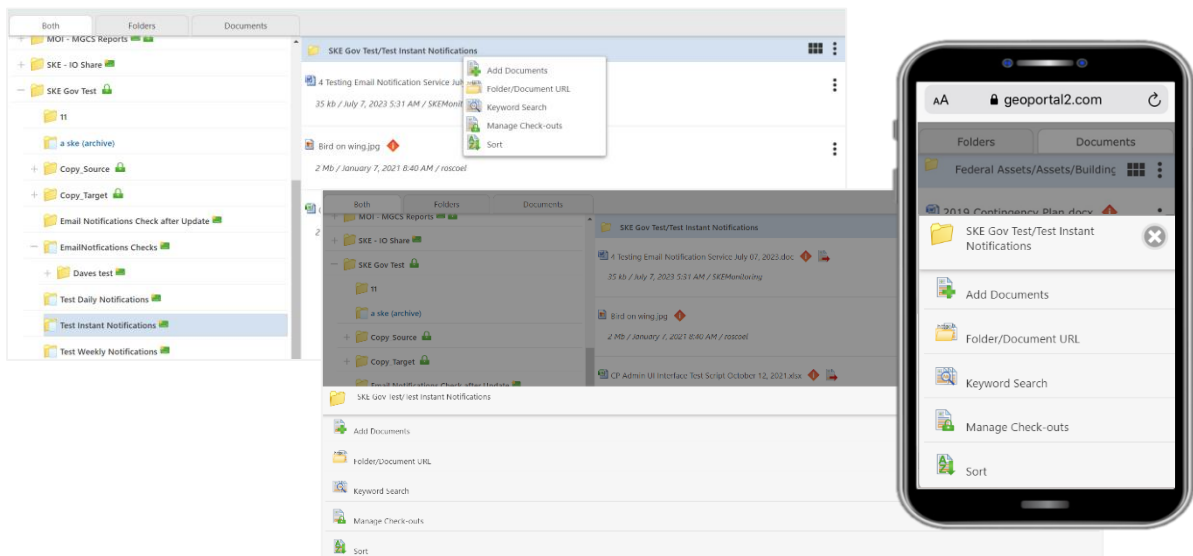 Both Folders Documents
MOI - MGCS Reports
SKE - IO Share
SKE Gov Test
11
a ske (archive)
Copy_Source
Copy_Target
Email Notifications Check after Update
EmailNotfications Checks
Daves test
Test Daily Notifications
Test Instant Notifications
Test Weekly Notifications
SKE Gov Test/Test Instant Notifications
4 Testing Email Notification Service July
35 kb / July 7, 2023 5:31 AM / SKEMonit
Bird on wing.jpg
2 Mb / January 7, 2021 8:40 AM / roscoel
Add Documents
Folder/Document URL
Keyword Search
Manage Check-outs
Sort
Both Folders Documents
MOI - MGCS Reports
SKE - IO Share
SKE Gov Test
11
a ske (archive)
Copy_Source
Copy_Target
Email Notifications Check after Update
SKE Gov Test/Test Instant Notifications
4 Testing Email Notification Service July 07, 2023.doc
35 kb / July 7, 2023 5:31 AM / SKEMonitoring
Bird on wing.jpg
2 Mb / January 7, 2021 8:40 AM / roscoel
CP Admin UI Interface Test Script October 12, 2021.xlsx
SKE Gov Test/Test Instant Notifications
Add Documents
Folder/Document URL
Keyword Search
Manage Check-outs
Sort
AA geoportal2.com
Folders Documents
Federal Assets/Assets/Building
2019 Contingency Plan.docx
SKE Gov Test/Test Instant
Notifications
Add Documents
Folder/Document URL
Keyword Search
Manage Check-outs
Sort